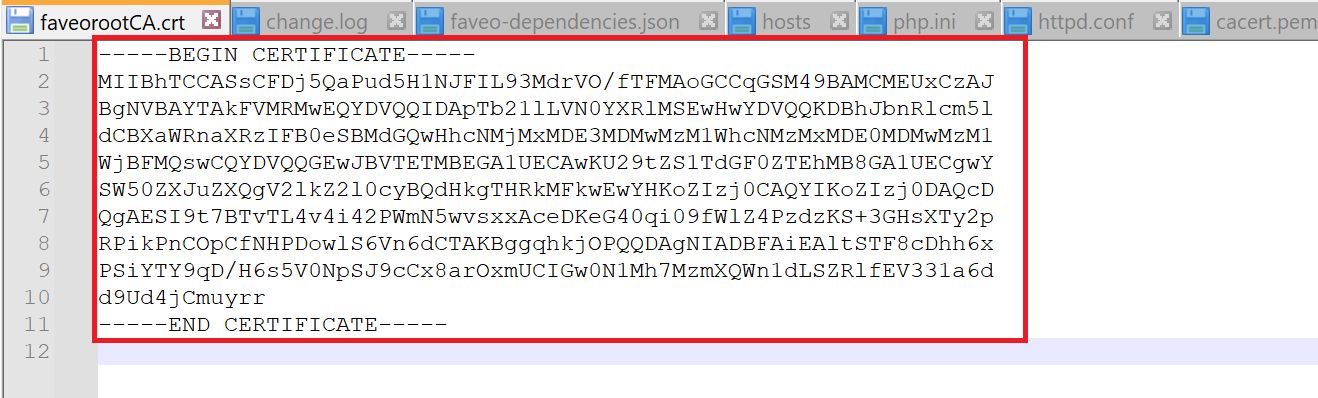 faveorootCA.crt change.log faveo-dependencies.json hosts php.ini httpd.conf cacert.pem
1 -----BEGIN CERTIFICATE-----
2 MIIBhTCCASsCFDj5QaPud5H1NJFIL93MdrVO/fTFMAoGCCqGSM49BAMCMEUxCzAJ
3 BgNVBAYTAkFVMRMwEQYDVQQIDApTb21lLVN0YXRlMSEwHwYDVQQKDBhJbnRlcm5l
4 dCBXaWRnaXRzIFB0eSBMdGQwHhcNMjMxMDE3MDMwMzM1WhcNMzMxMDE0MDMwMzM1
5 WjBFMQswCQYDVQQGEwJBVTETMBEGA1UECAwKU29tZS1TdGF0ZTEhMB8GA1UECgwY
6 SW50ZXJuZXQgV2lkZ2l0cyBQdHkgTHRkMFkwEwYHKoZIzj0CAQYIKoZIzj0DAQcD
7 QgAESI9t7BTvTL4v4i42PWmN5wvsxxAceDKeG40qi09fWlZ4PzdzKS+3GHsXTy2p
8 RPikPnCOpCfNHPDowlS6Vn6dCTAKBggqhkjOPQQDAgNIADBFAiEAltSTF8cDhh6x
9 PSiYTY9qD/H6s5V0NpSJ9cCx8arOxmUCIGw0N1Mh7MzmXQWn1dLSZRlfEV331a6d
10 d9Ud4jCmuyrr
11 -----END CERTIFICATE-----
12